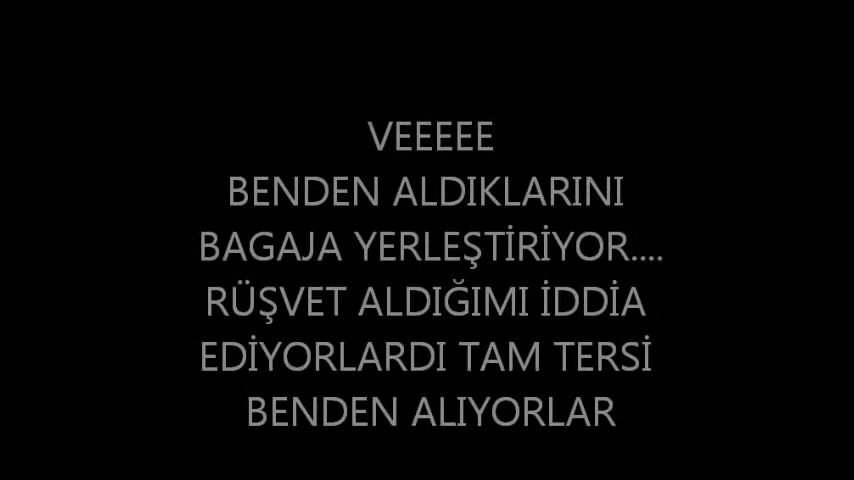 VEEEEE
BENDEN ALDIKLARINI
BAGAJA YERLEŞTİRİYOR....
RÜŞVET ALDIĞIMI İDDİA
EDİYORLARDI TAM TERSİ
BENDEN ALIYORLAR